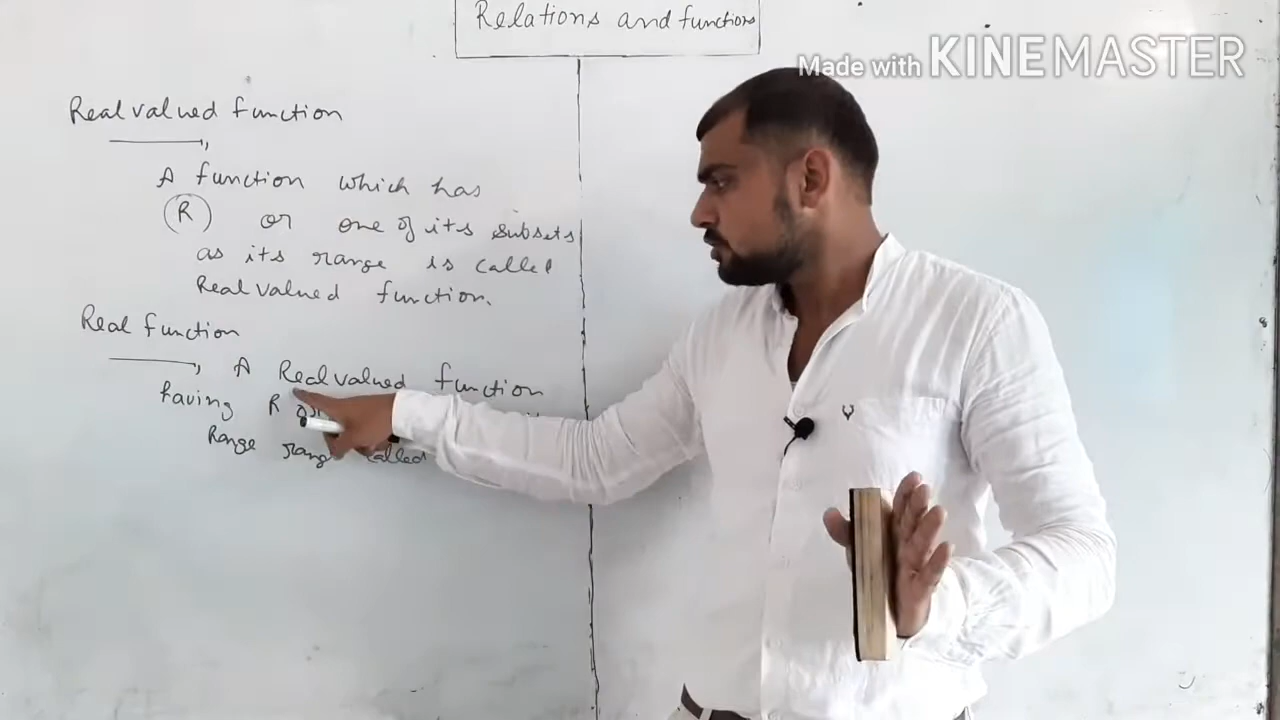 Relations and functions
Made with KINEMASTER
Real valued function
A function which has
R or one of its subsets
as its range is called
Real valued function.
Real function
A Real valued function
having R
Range range called